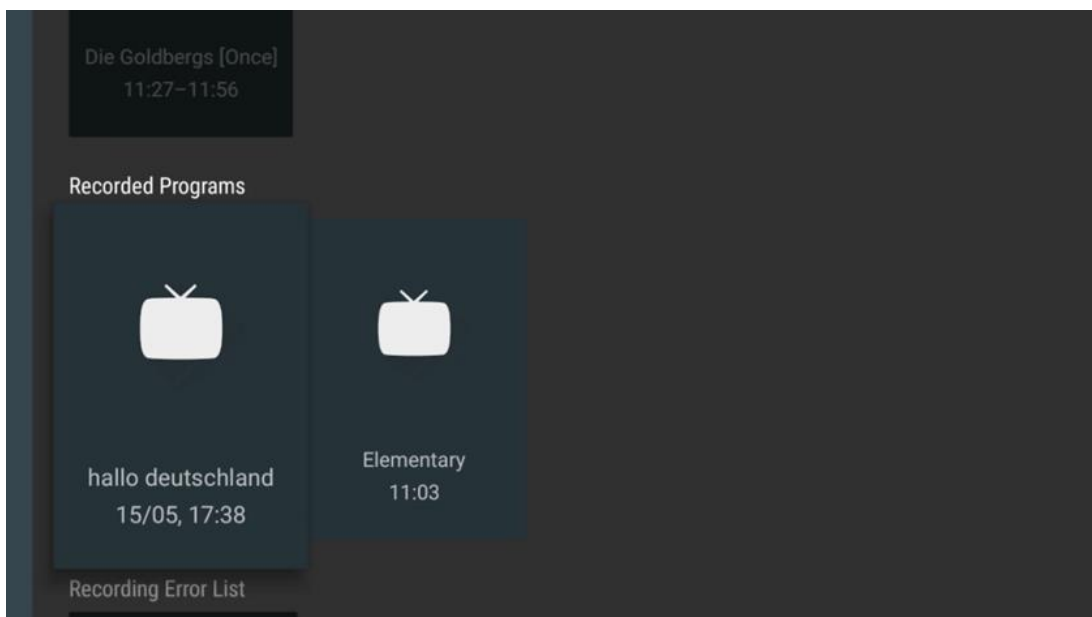 Die Goldbergs [Once]
11:27–11:56
Recorded Programs
hallo deutschland
15/05, 17:38
Elementary
11:03
Recording Error List